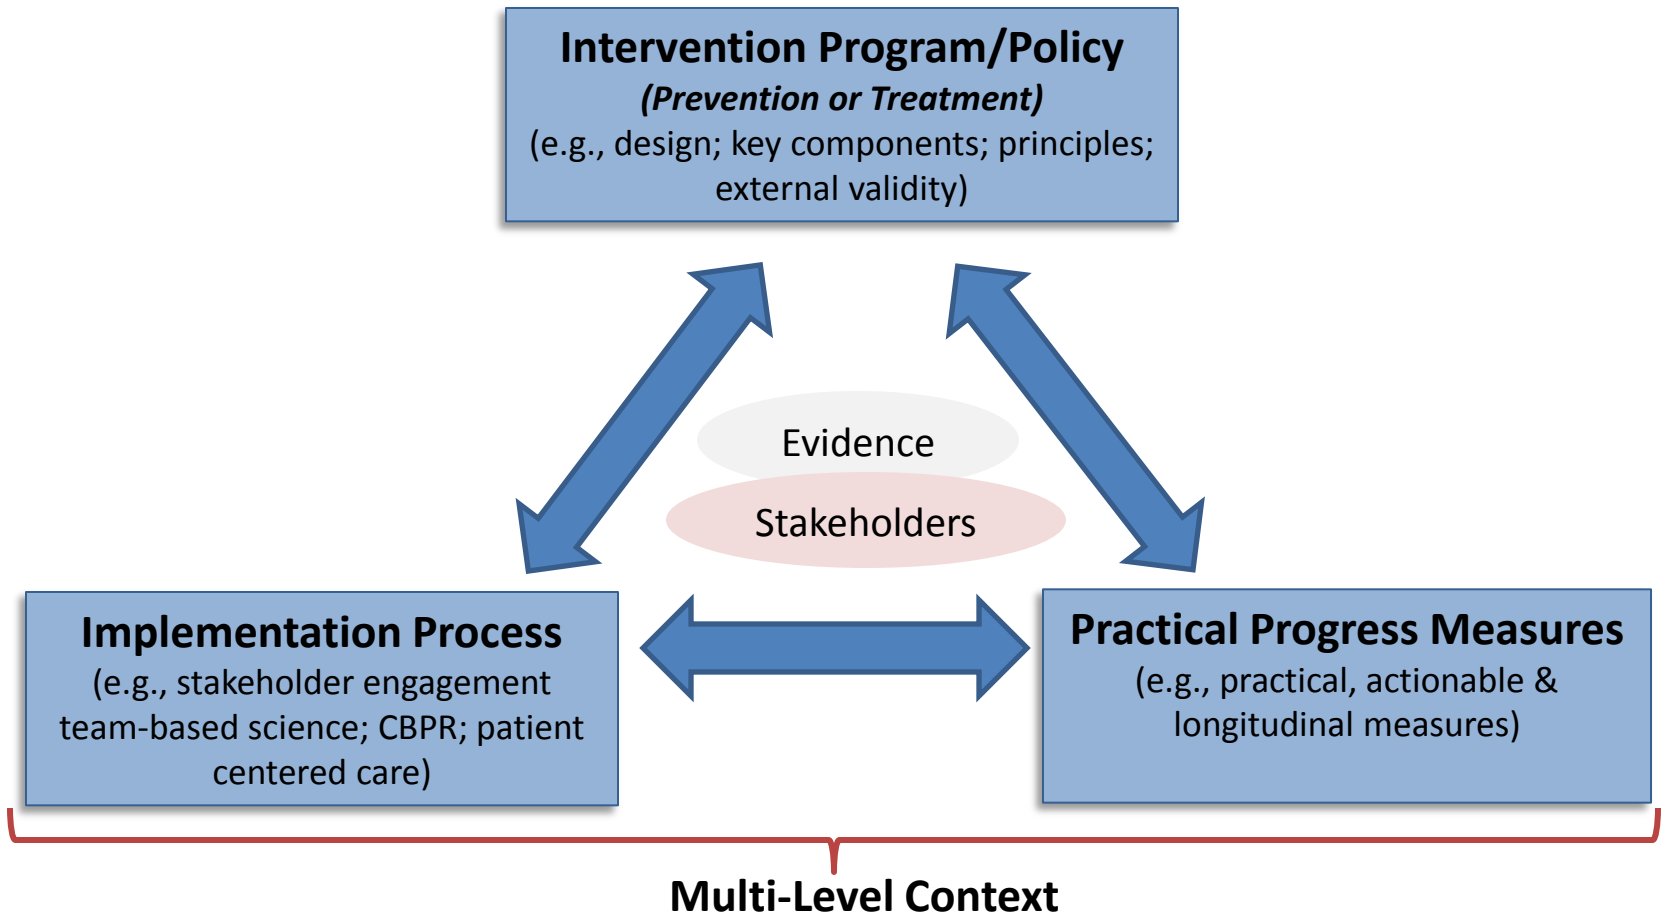 Intervention Program/Policy
(Prevention or Treatment)
(e.g., design; key components; principles;
external validity)
Evidence
Stakeholders
Implementation Process
(e.g., stakeholder engagement
team-based science; CBPR; patient
centered care)
Practical Progress Measures
(e.g., practical, actionable &
longitudinal measures)
Multi-Level Context